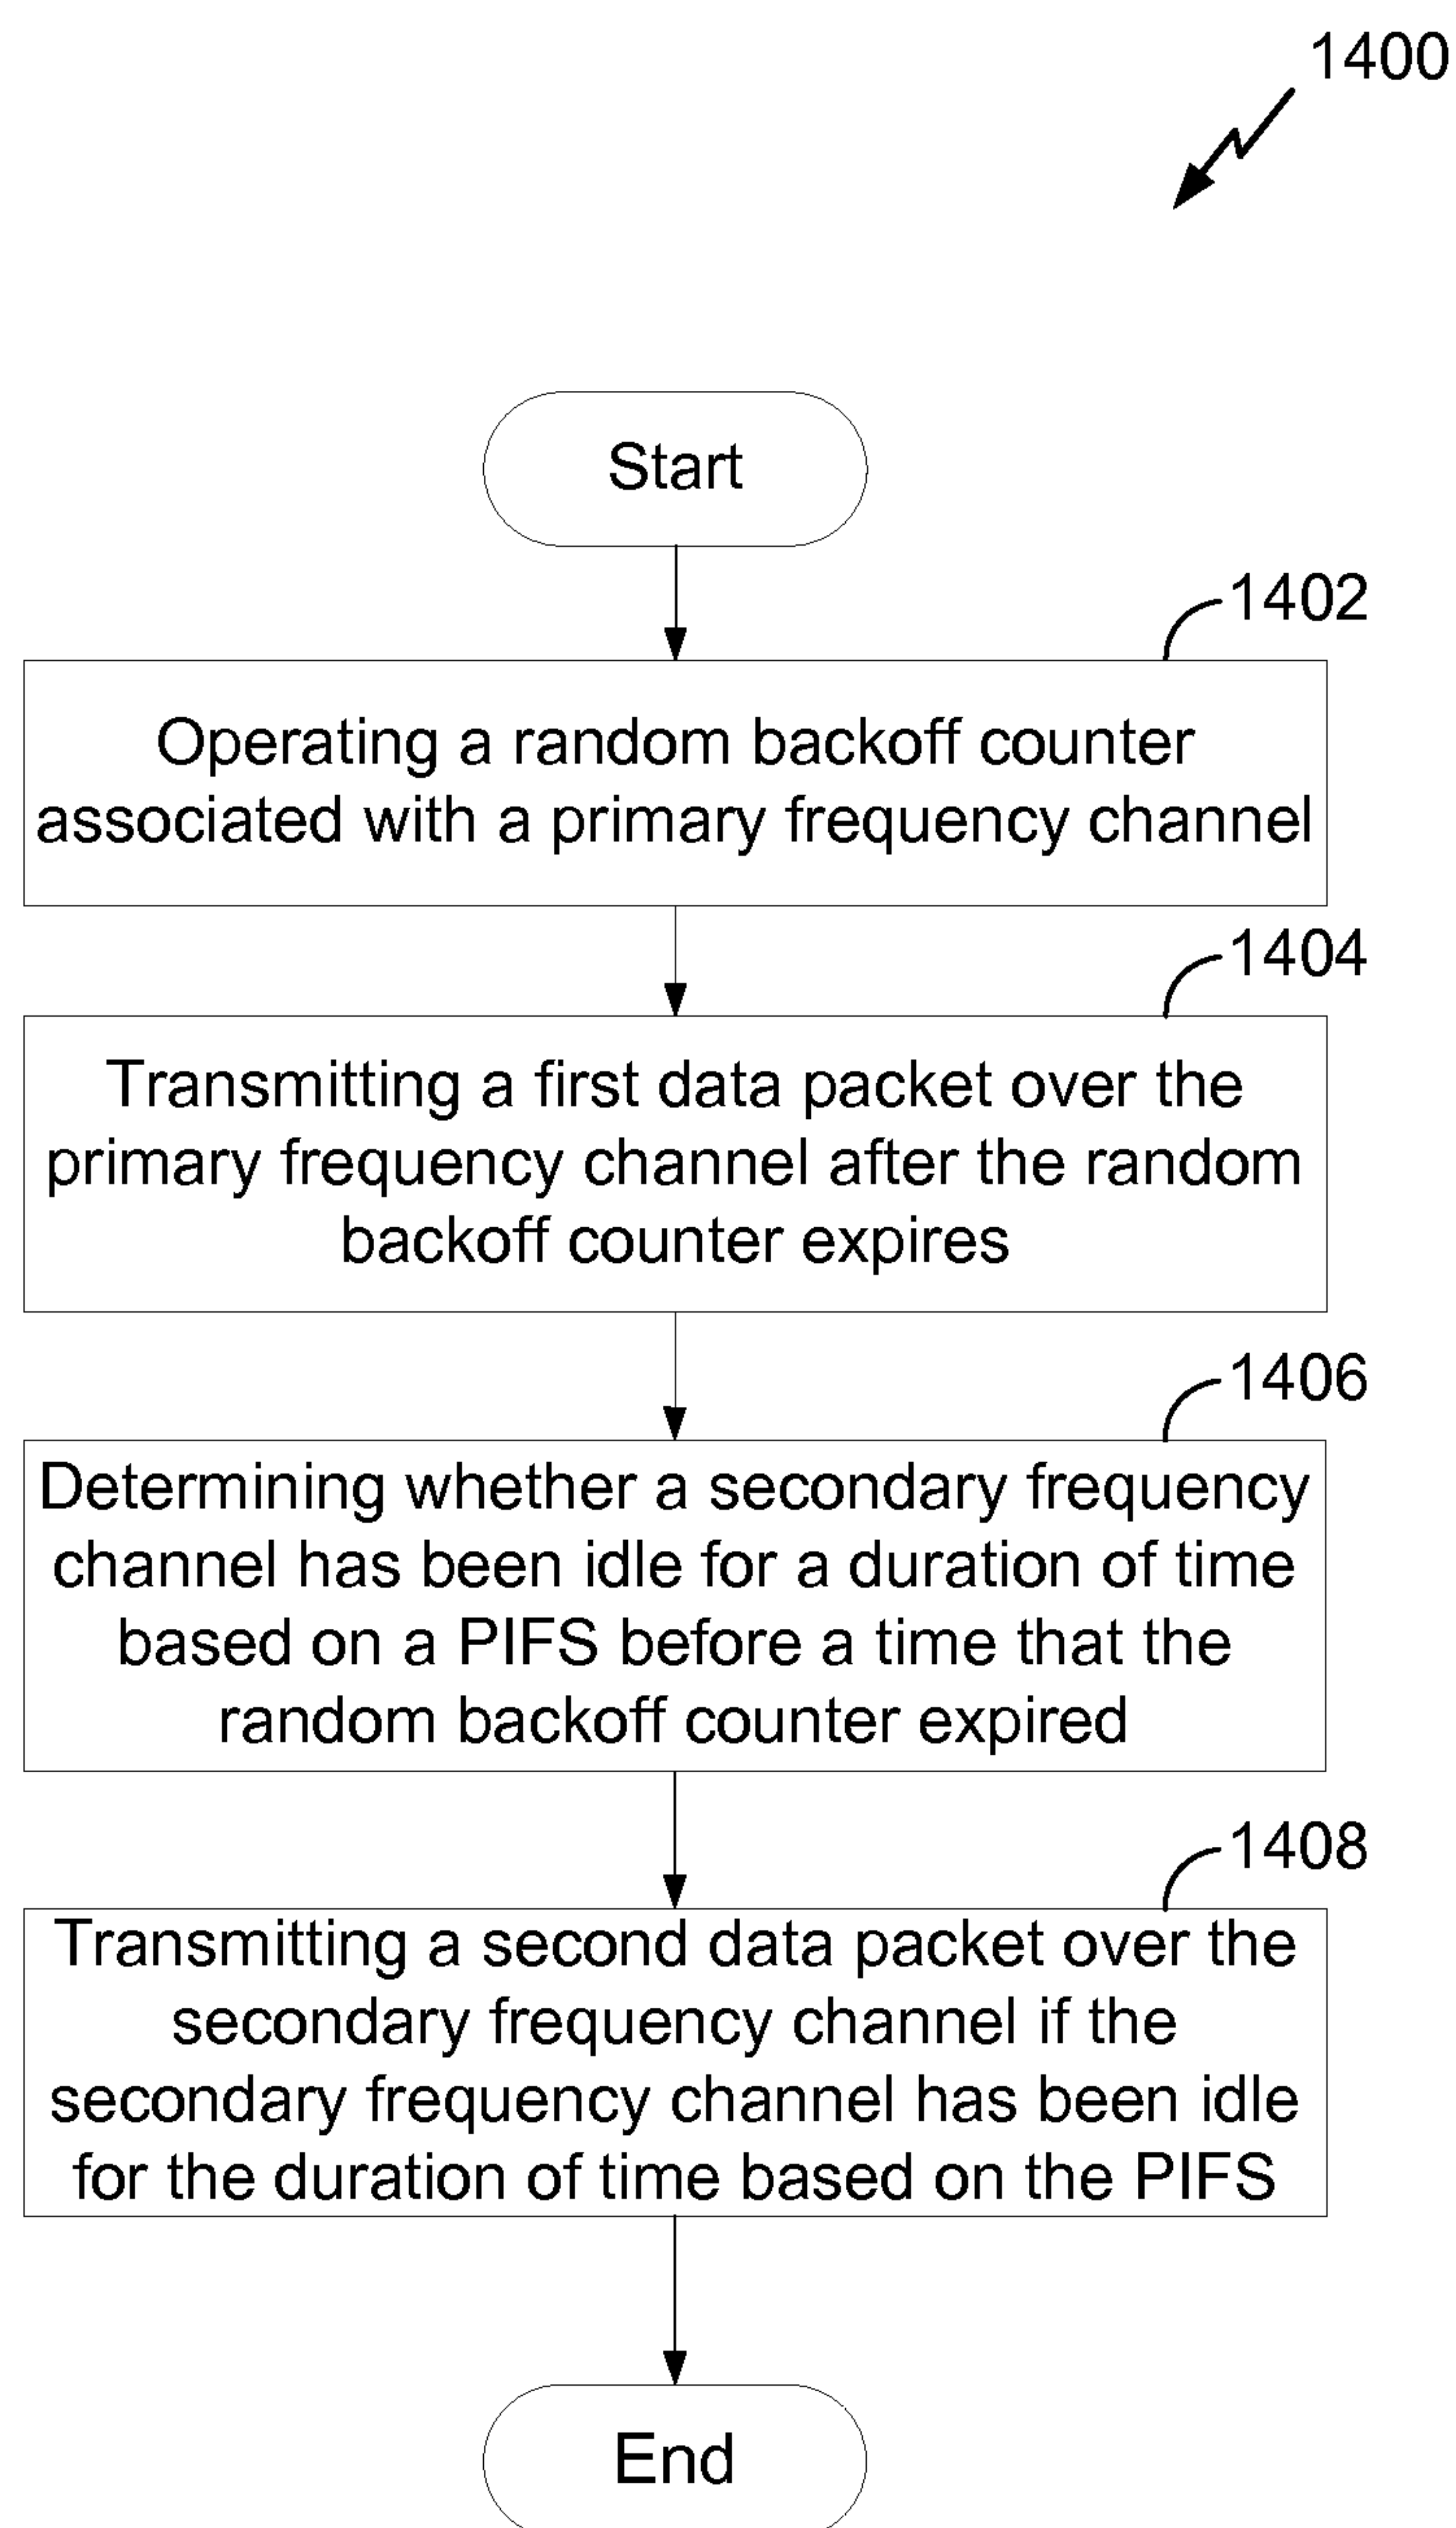 1400
Start
1402
Operating a random backoff counter
associated with a primary frequency channel
1404
Transmitting a first data packet over the
primary frequency channel after the random
backoff counter expires
1406
Determining whether a secondary frequency
channel has been idle for a duration of time
based on a PIFS before a time that the
random backoff counter expired
1408
Transmitting a second data packet over the
secondary frequency channel if the
secondary frequency channel has been idle
for the duration of time based on the PIFS
End